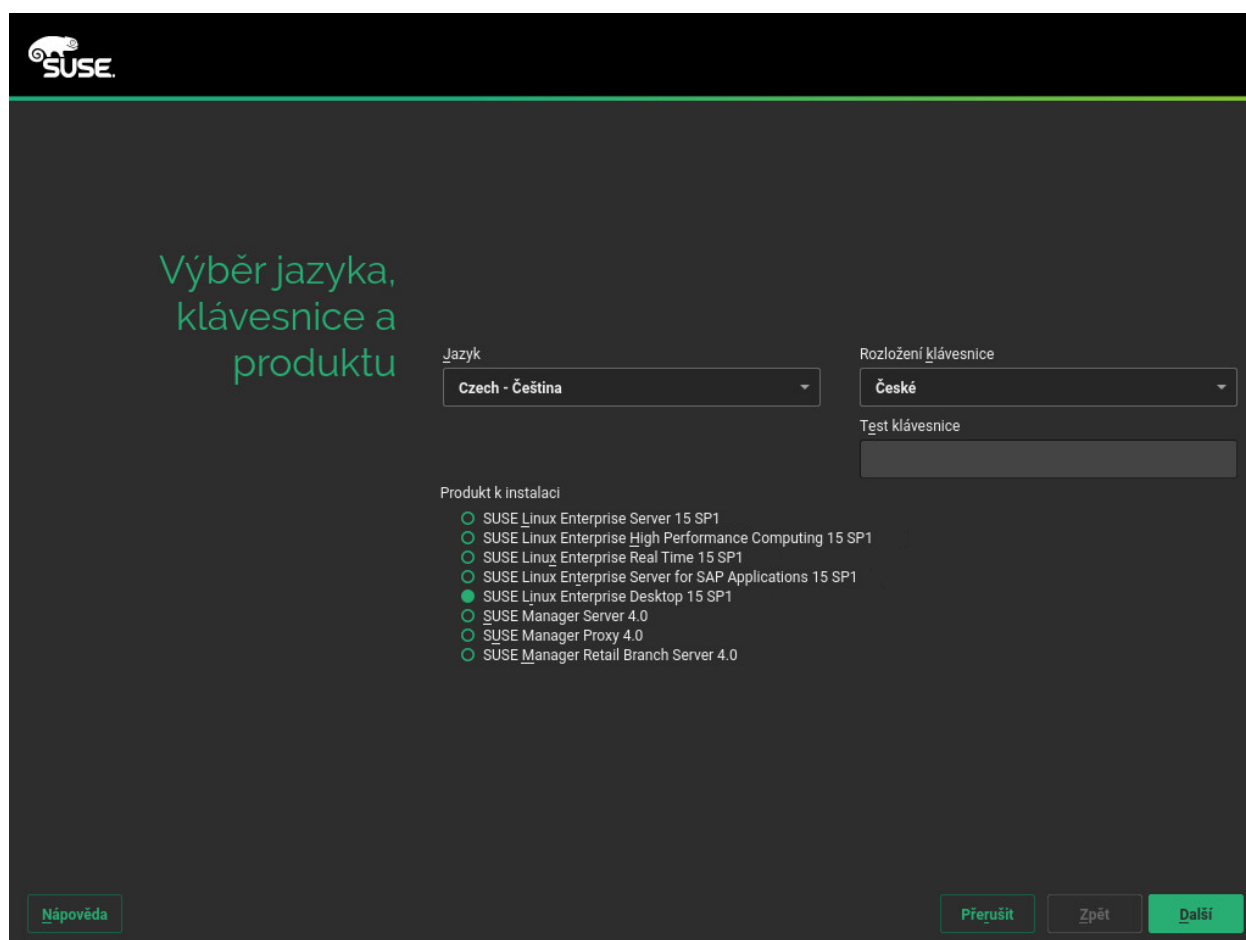 SUSE.
Výběr jazyka,
klávesnice a
produktu
Jazyk
Czech - Čeština
Rozložení klávesnice
České
Test klávesnice
Produkt k instalaci
SUSE Linux Enterprise Server 15 SP1
SUSE Linux Enterprise High Performance Computing 15 SP1
SUSE Linux Enterprise Real Time 15 SP1
SUSE Linux Enterprise Server for SAP Applications 15 SP1
SUSE Linux Enterprise Desktop 15 SP1
SUSE Manager Server 4.0
SUSE Manager Proxy 4.0
SUSE Manager Retail Branch Server 4.0
Nápověda
Přerušit
Zpět
Další